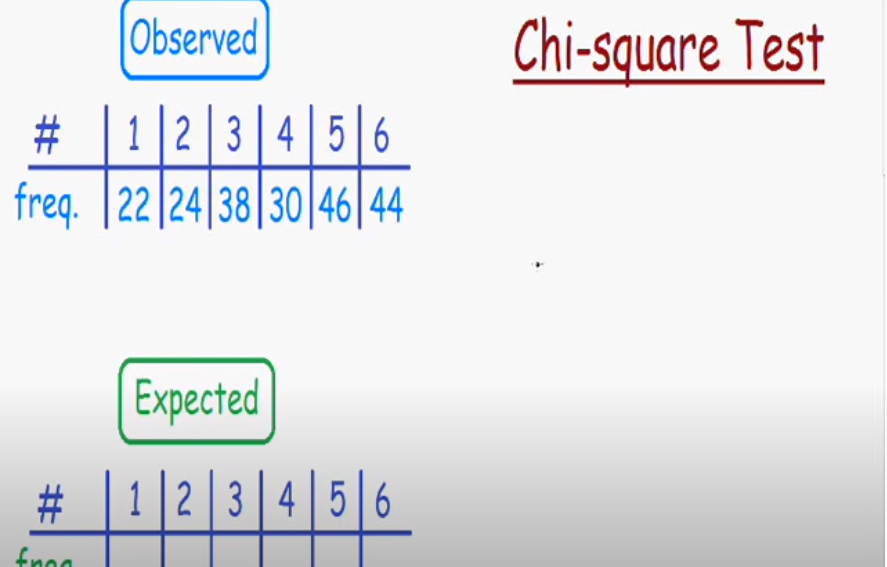 Observed
Chi-square Test
# 1 2 3 4 5 6
freq. 22 24 38 30 46 44
Expected
# 1 2 3 4 5 6
freq